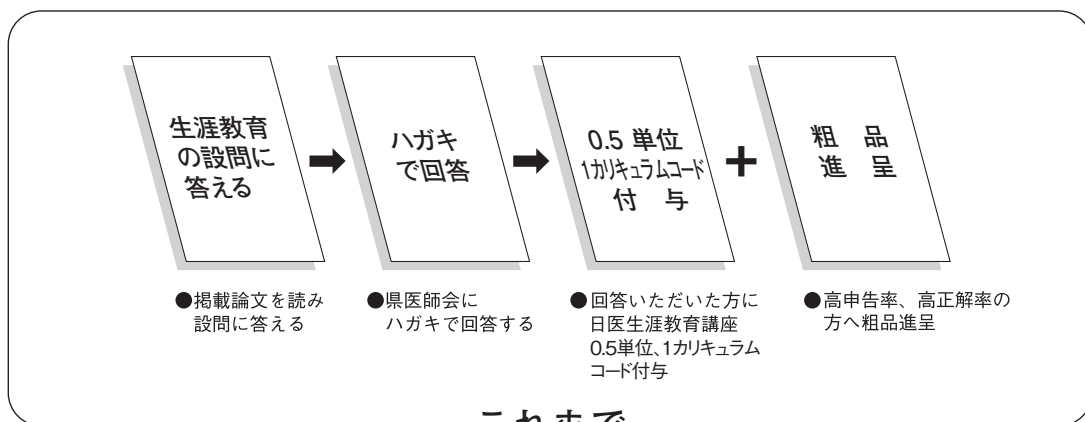 生涯教育
の設問に
答える
ハガキ
で回答
0.5 単位
1カリキュラムコード
付 与
粗 品
進 呈
●掲載論文を読み
設問に答える
●県医師会に
ハガキで回答する
●回答いただいた方に
日医生涯教育講座
0.5単位、1カリキュラム
コード付与
●高申告率、高正解率の
方へ粗品進呈
これまで